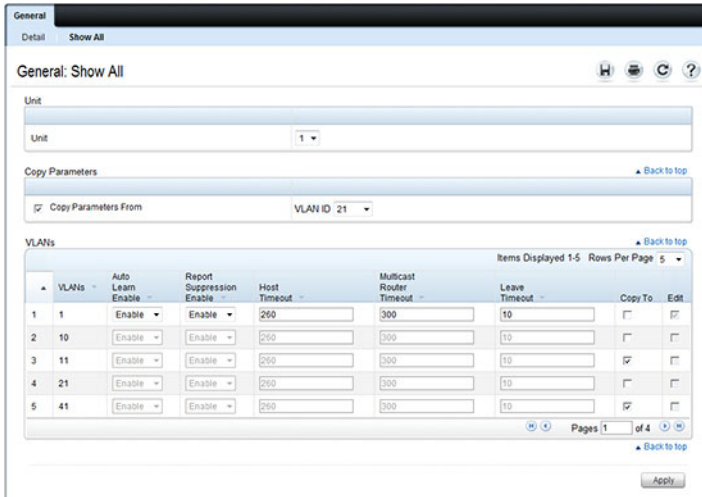 General
Detail Show All
General: Show All
Unit
Unit 1
Copy Parameters
Back to top
Copy Parameters From VLAN ID 21
VLANs
Back to top
Items Displayed 1-5 Rows Per Page 5
VLANs Auto Learn Enable Report Suppression Enable Host Timeout Multicast Router Timeout Leave Timeout Copy To Edit
1 1 Enable Enable 260 300 10
2 10 Enable Enable 260 300 10
3 11 Enable Enable 260 300 10
4 21 Enable Enable 260 300 10
5 41 Enable Enable 260 300 10
Pages 1 of 4
Back to top
Apply